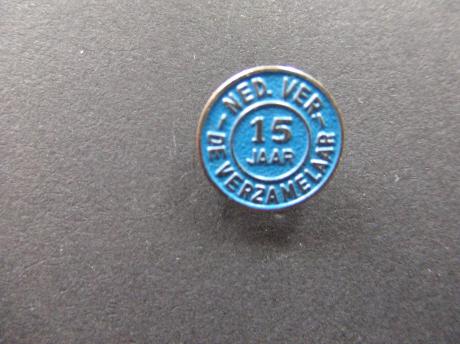 NED. VER.
DE VERZAMELAAR
15
JAAR